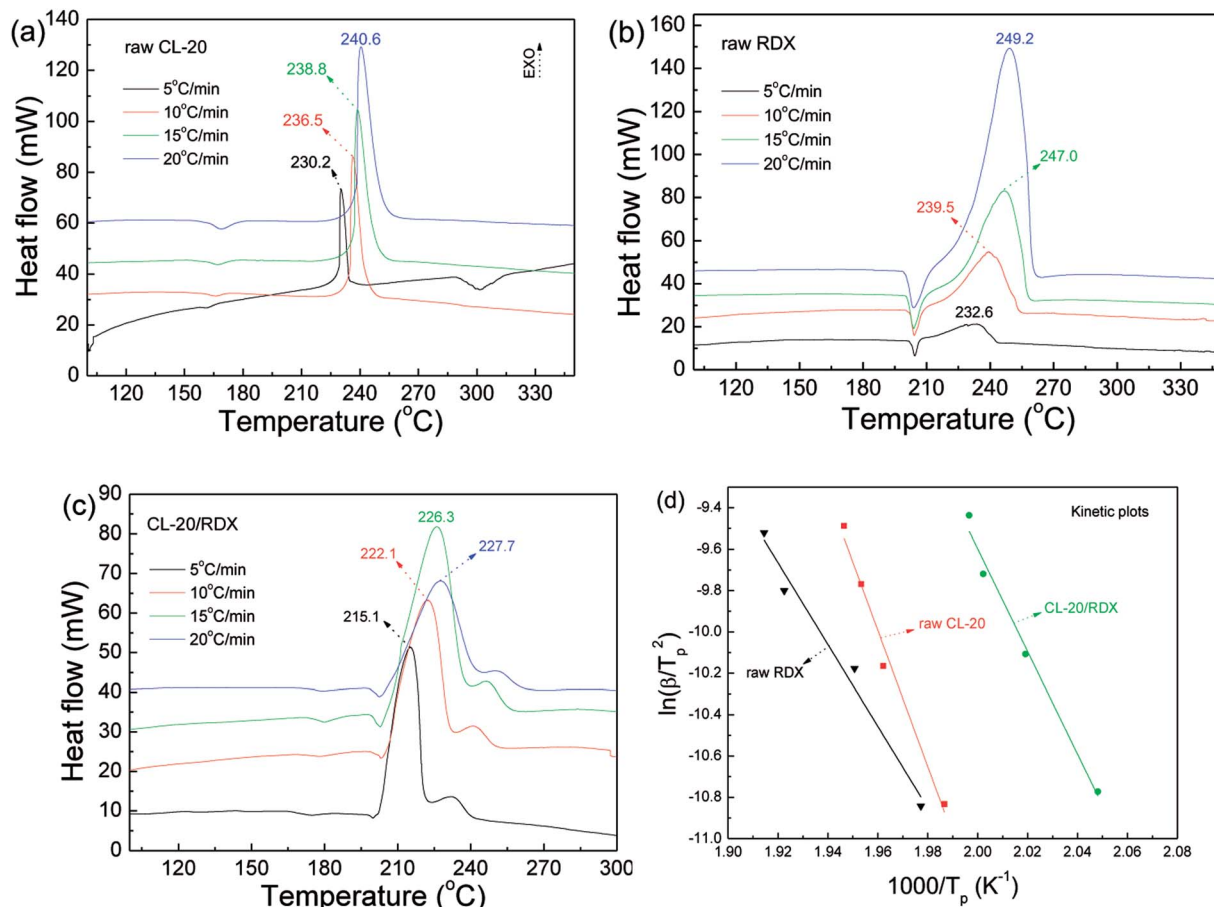 (a)
raw CL-20
EXO
5°C/min
10°C/min
15°C/min
20°C/min
240.6
238.8
236.5
230.2
140
120
100
80
60
40
20
0
120 150 180 210 240 270 300 330
Heat flow (mW)
Temperature (°C)
(b)
raw RDX
5°C/min
10°C/min
15°C/min
20°C/min
249.2
247.0
239.5
232.6
160
140
120
100
80
60
40
20
0
120 150 180 210 240 270 300 330
Heat flow (mW)
Temperature (°C)
(c)
CL-20/RDX
5°C/min
10°C/min
15°C/min
20°C/min
226.3
222.1
227.7
215.1
90
80
70
60
50
40
30
20
10
0
120 150 180 210 240 270 300
Heat flow (mW)
Temperature (°C)
(d)
Kinetic plots
CL-20/RDX
raw CL-20
raw RDX
-9.4
-9.6
-9.8
-10.0
-10.2
-10.4
-10.6
-10.8
-11.0
1.90 1.92 1.94 1.96 1.98 2.00 2.02 2.04 2.06 2.08
ln(β/Tp²)
1000/Tp (K⁻¹)